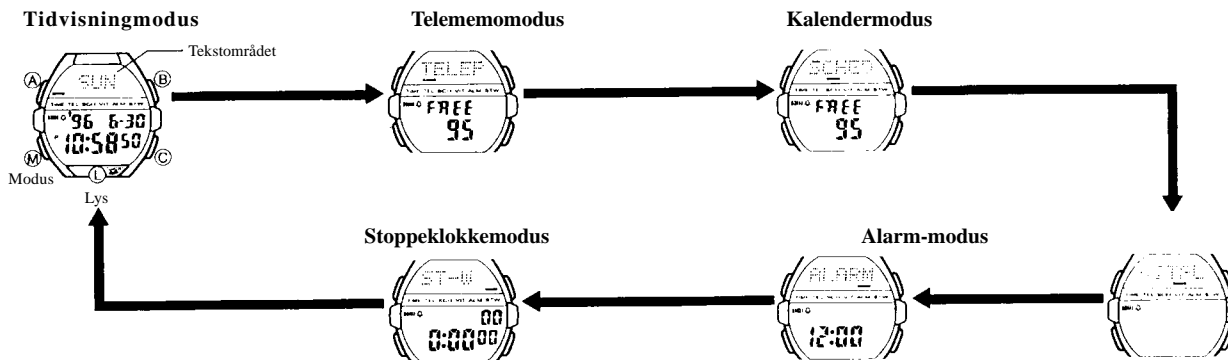 Tidvisningmodus
Telememomodus
Kalendermodus
Tekstområdet
A
B
SUN
'96 6-30
P 10:58 50
M
C
L
Modus
Lys
TELEP
FREE
95
SCHED
FREE
95
Stoppeklokkemodus
Alarm-modus
ST-W
00
0:00 00
ALARM
12:00